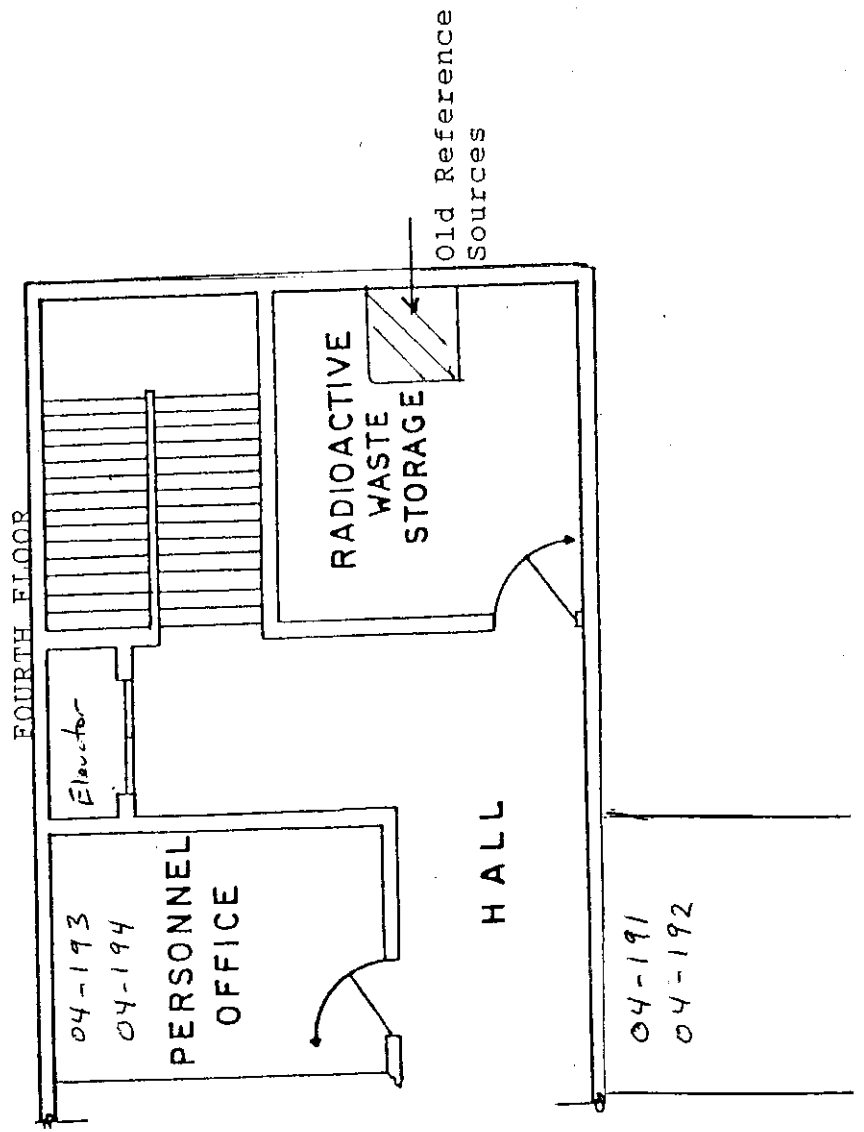 FOURTH FLOOR
Elevator
04-193
04-194
PERSONNEL
OFFICE
HALL
RADIOACTIVE
WASTE
STORAGE
Old Reference
Sources
04-191
04-192